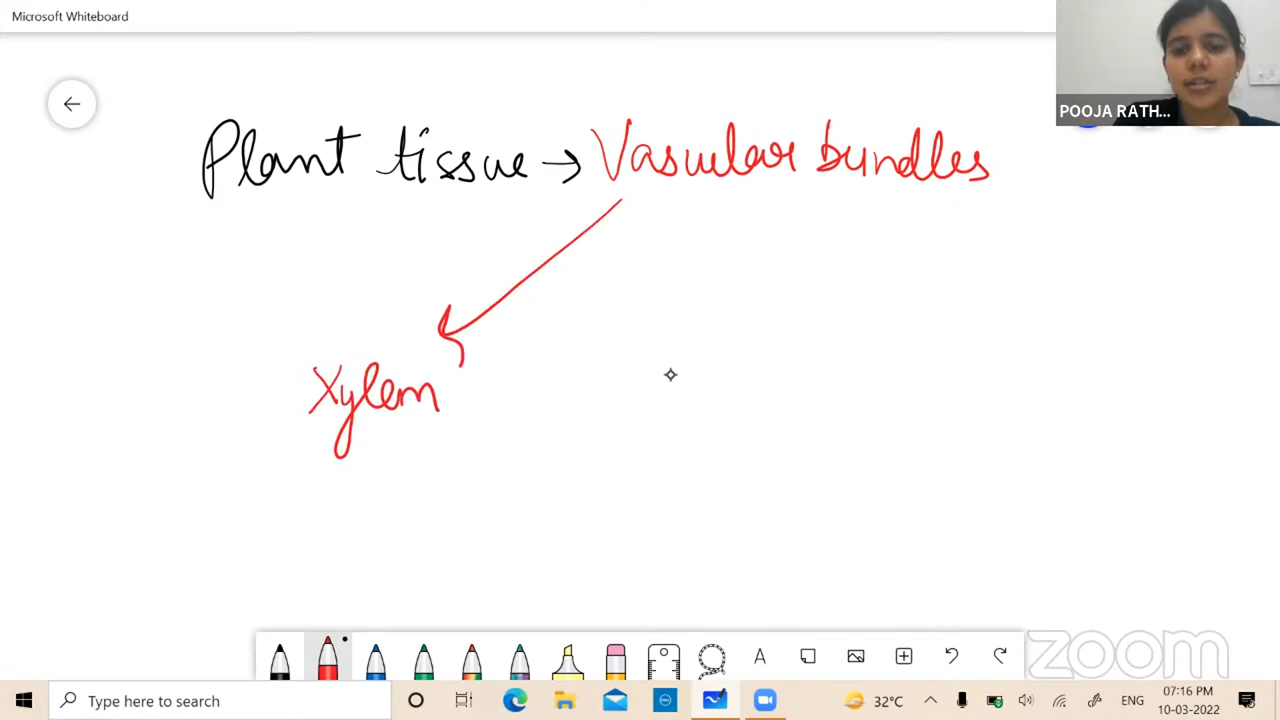 Microsoft Whiteboard
POOJA RATH...
Plant tissue → Vascular bundles
Xylem
A
zoom
Type here to search
32°C
ENG
07:16 PM
10-03-2022